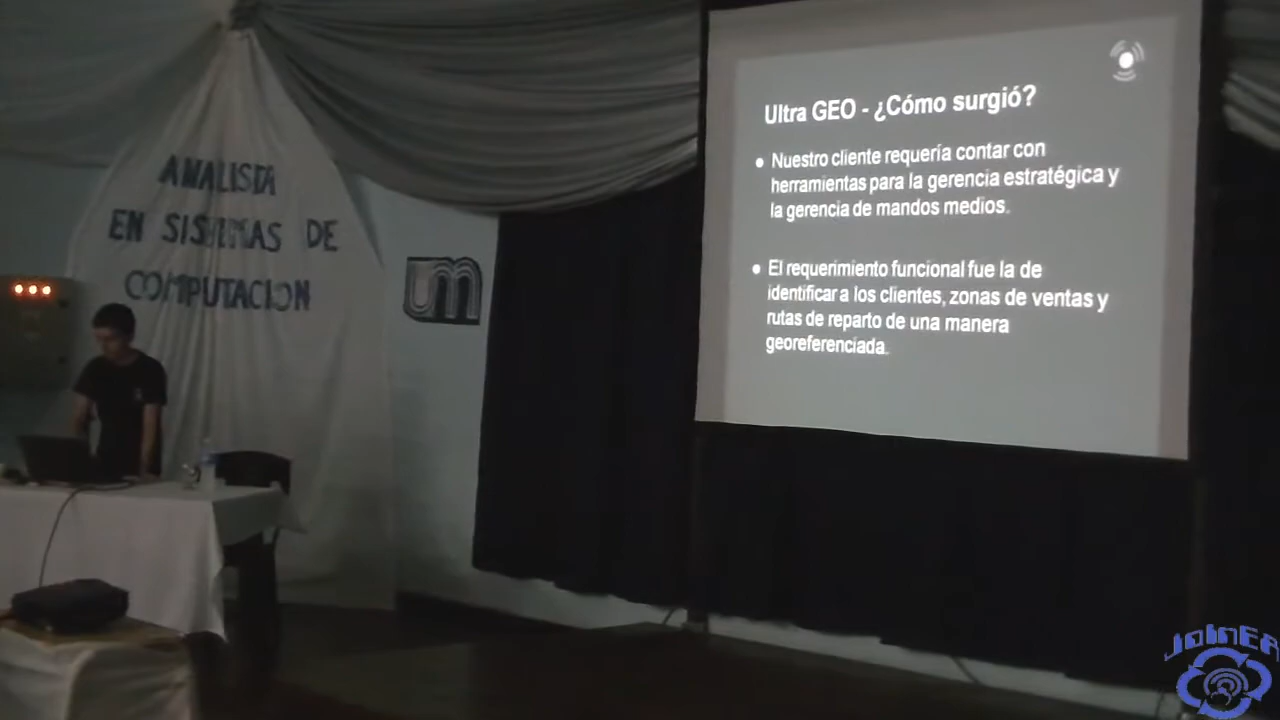 ANALISTA
EN SISTEMAS DE
COMPUTACION
um
Ultra GEO - ¿Cómo surgió?
• Nuestro cliente requería contar con
herramientas para la gerencia estratégica y
la gerencia de mandos medios.
• El requerimiento funcional fue la de
identificar a los clientes, zonas de ventas y
rutas de reparto de una manera
georeferenciada.
JoinEA